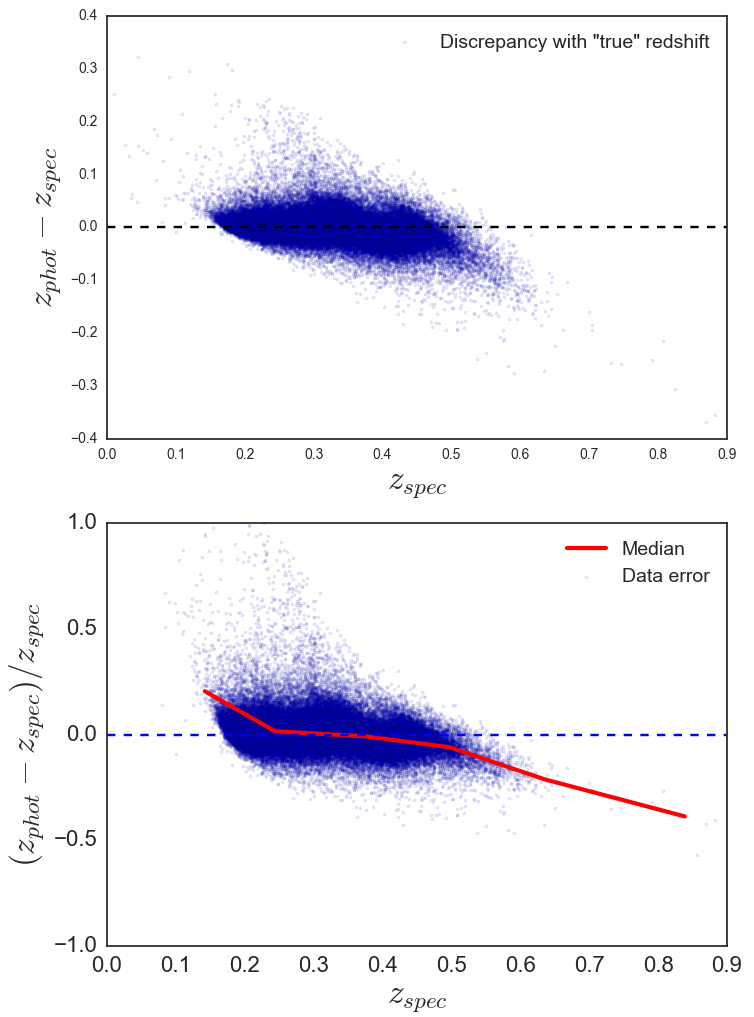 0.4
0.3
0.2
0.1
0.0
−0.1
−0.2
−0.3
−0.4
z_phot − z_spec
Discrepancy with "true" redshift
0.0 0.1 0.2 0.3 0.4 0.5 0.6 0.7 0.8 0.9
z_spec
1.0
0.5
0.0
−0.5
−1.0
(z_phot − z_spec)/z_spec
Median
Data error
0.0 0.1 0.2 0.3 0.4 0.5 0.6 0.7 0.8 0.9
z_spec